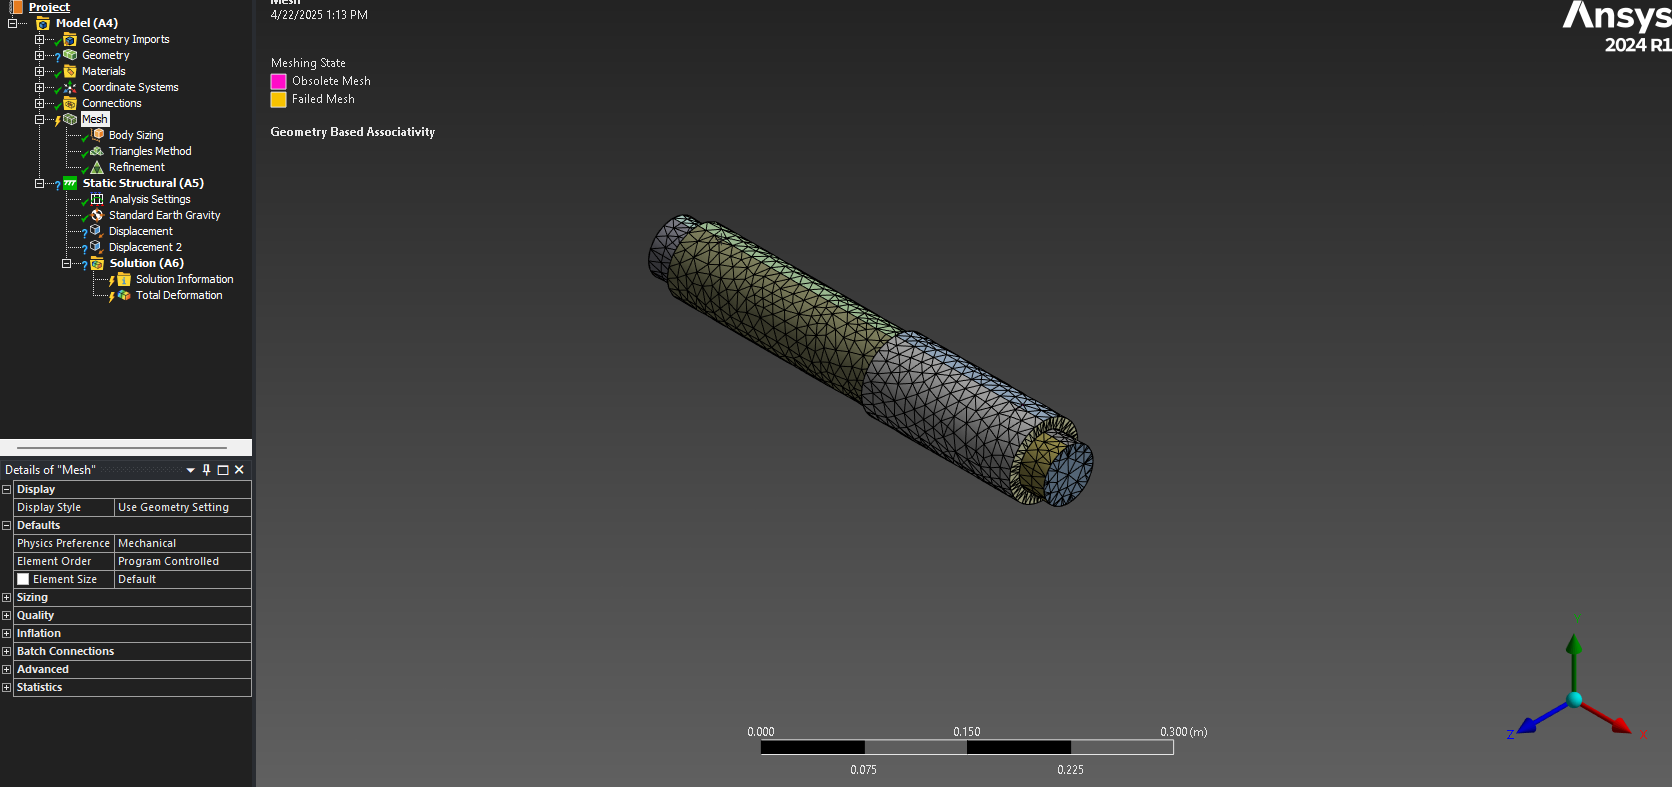 Project
Model (A4)
Geometry Imports
Geometry
Materials
Coordinate Systems
Connections
Mesh
Body Sizing
Triangles Method
Refinement
Static Structural (A5)
Analysis Settings
Standard Earth Gravity
Displacement
Displacement 2
Solution (A6)
Solution Information
Total Deformation
Details of "Mesh"
Display
Display Style Use Geometry Setting
Defaults
Physics Preference Mechanical
Element Order Program Controlled
Element Size Default
Sizing
Quality
Inflation
Batch Connections
Advanced
Statistics
Mesh
4/22/2025 1:13 PM
Meshing State
Obsolete Mesh
Failed Mesh
Geometry Based Associativity
Ansys
2024 R1
0.000 0.150 0.300 (m)
0.075 0.225
Y
Z X